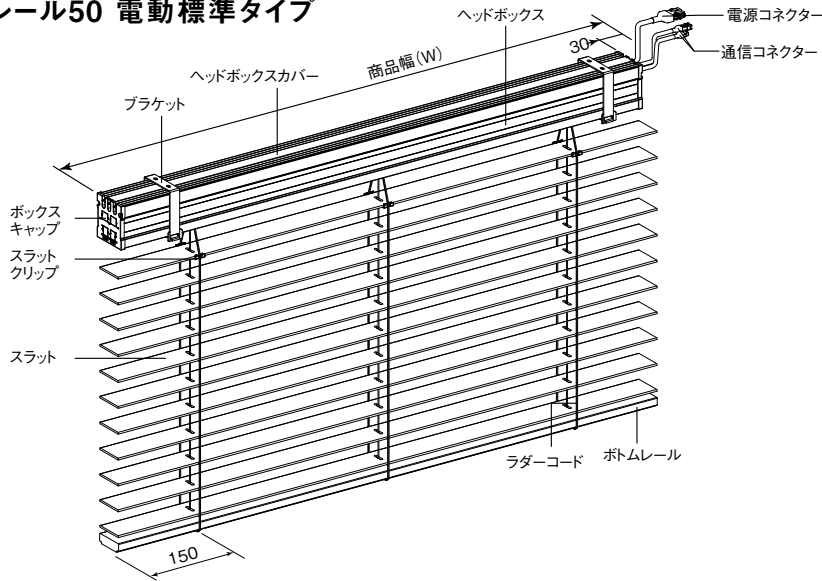 レール50 電動標準タイプ
ヘッドボックス
電源コネクター
通信コネクター
30
商品幅(W)
ヘッドボックスカバー
ブラケット
ボックス
キャップ
スラット
クリップ
スラット
ラダーコード
ボトムレール
150